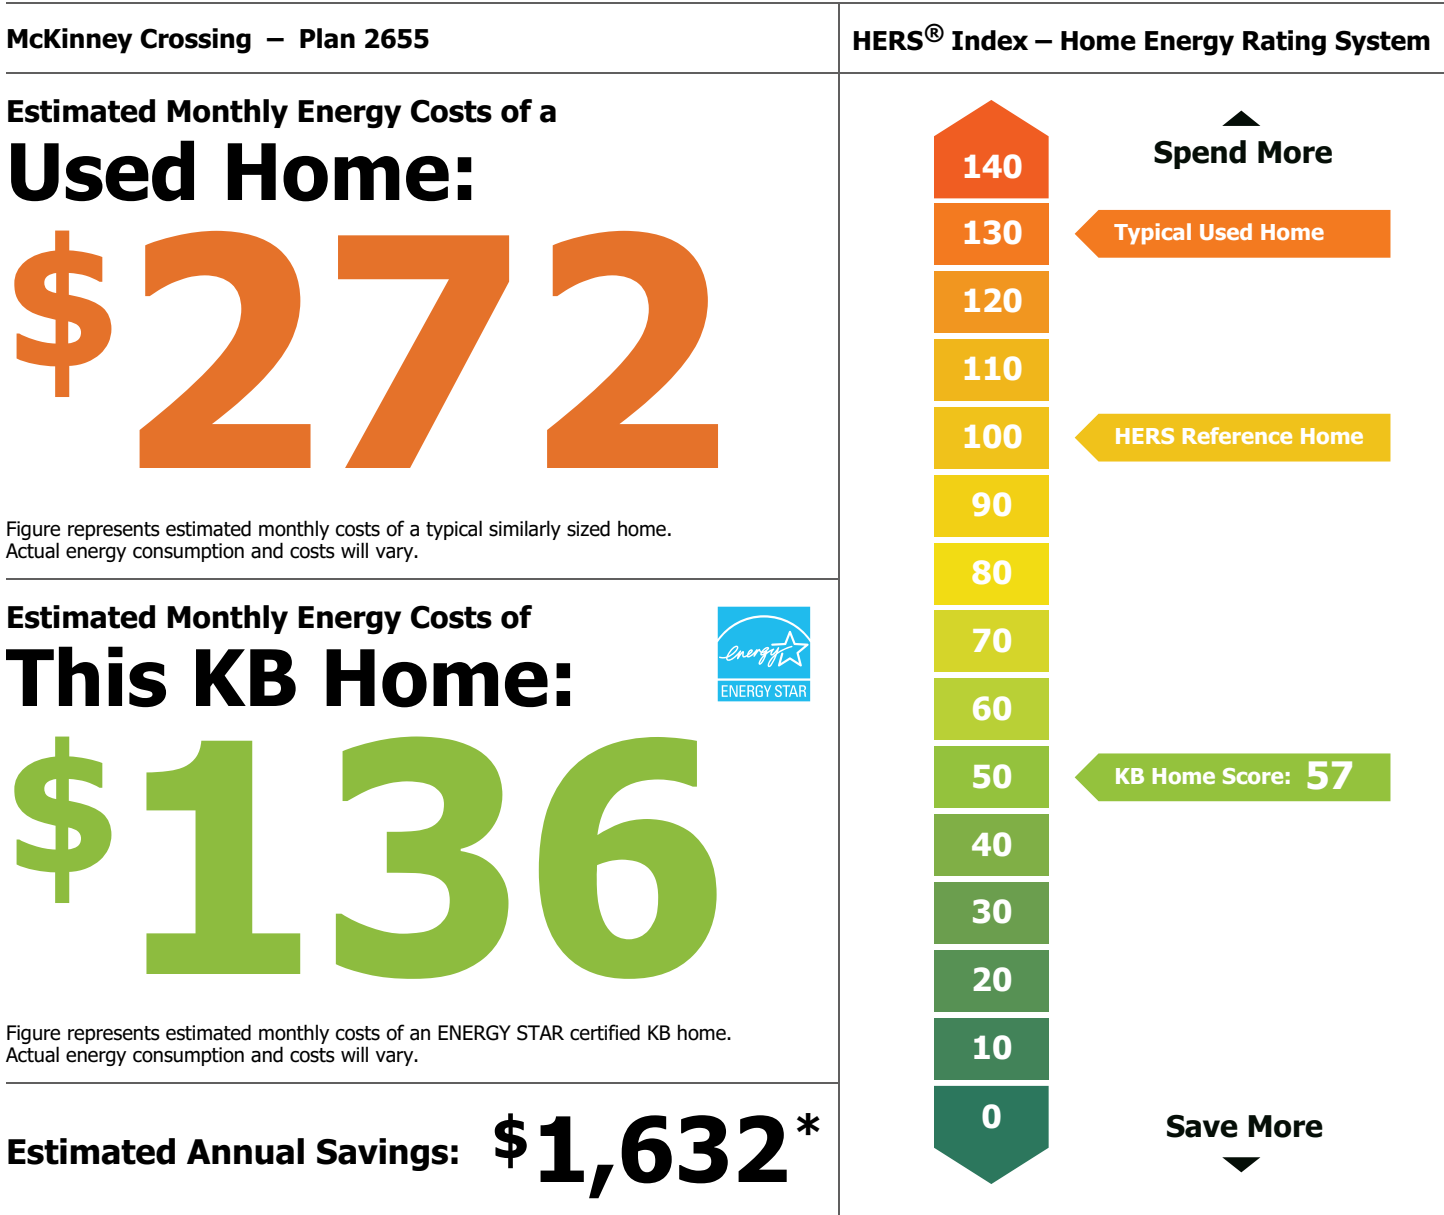 McKinney Crossing – Plan 2655
Estimated Monthly Energy Costs of a
Used Home:
$272
Figure represents estimated monthly costs of a typical similarly sized home.
Actual energy consumption and costs will vary.
Estimated Monthly Energy Costs of
This KB Home:
energy
ENERGY STAR
$136
Figure represents estimated monthly costs of an ENERGY STAR certified KB home.
Actual energy consumption and costs will vary.
Estimated Annual Savings: $1,632*
HERS® Index – Home Energy Rating System
Spend More
140
130 Typical Used Home
120
110
100 HERS Reference Home
90
80
70
60
50 KB Home Score: 57
40
30
20
10
0
Save More